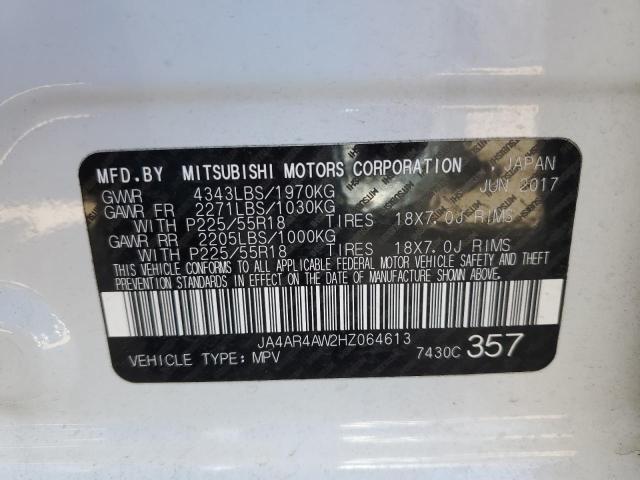 MFD.BY MITSUBISHI MOTORS CORPORATION, JAPAN
GVWR 4343LBS/1970KG JUN 2017
GAWR FR 2271LBS/1030KG
WITH P225/55R18 TIRES 18X7.0J RIMS
GAWR RR 2205LBS/1000KG
WITH P225/55R18 TIRES 18X7.0J RIMS
THIS VEHICLE CONFORMS TO ALL APPLICABLE FEDERAL MOTOR VEHICLE SAFETY AND THEFT
PREVENTION STANDARDS IN EFFECT ON THE DATE OF MANUFACTURE SHOWN ABOVE.
JA4AR4AW2HZ064613
VEHICLE TYPE: MPV 7430C 357